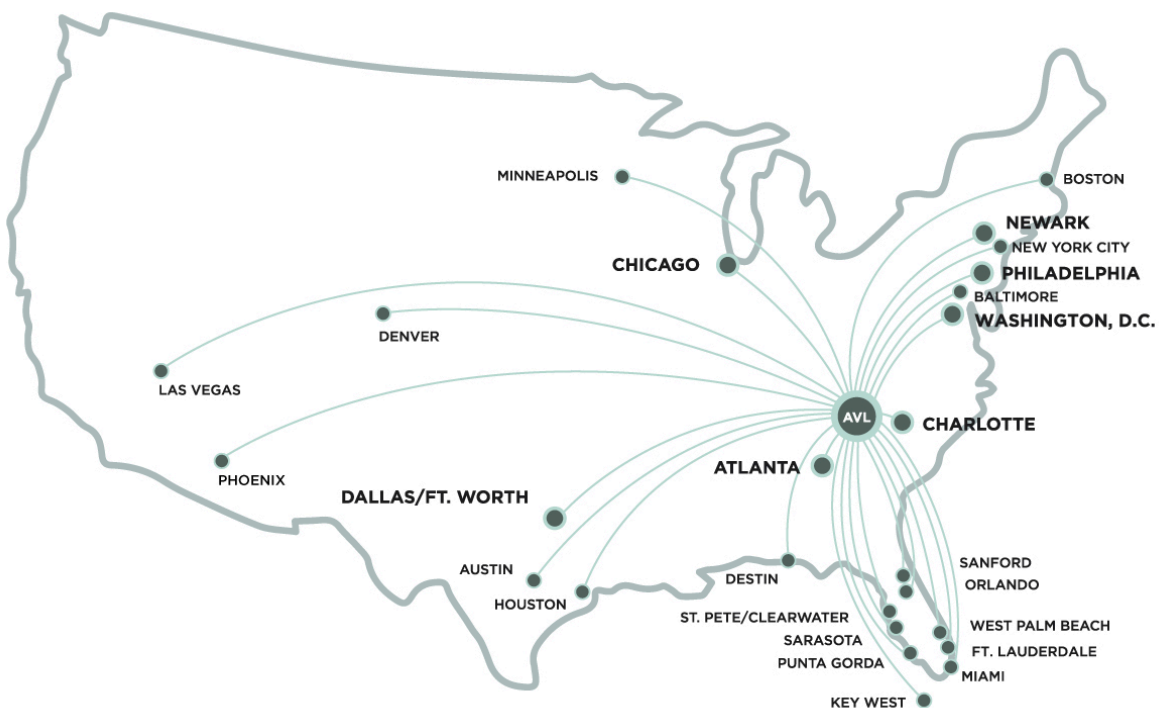 MINNEAPOLIS
BOSTON
NEWARK
NEW YORK CITY
CHICAGO
PHILADELPHIA
BALTIMORE
WASHINGTON, D.C.
DENVER
LAS VEGAS
AVL
CHARLOTTE
ATLANTA
PHOENIX
DALLAS/FT. WORTH
AUSTIN
HOUSTON
DESTIN
SANFORD
ORLANDO
ST. PETE/CLEARWATER
SARASOTA
PUNTA GORDA
WEST PALM BEACH
FT. LAUDERDALE
MIAMI
KEY WEST